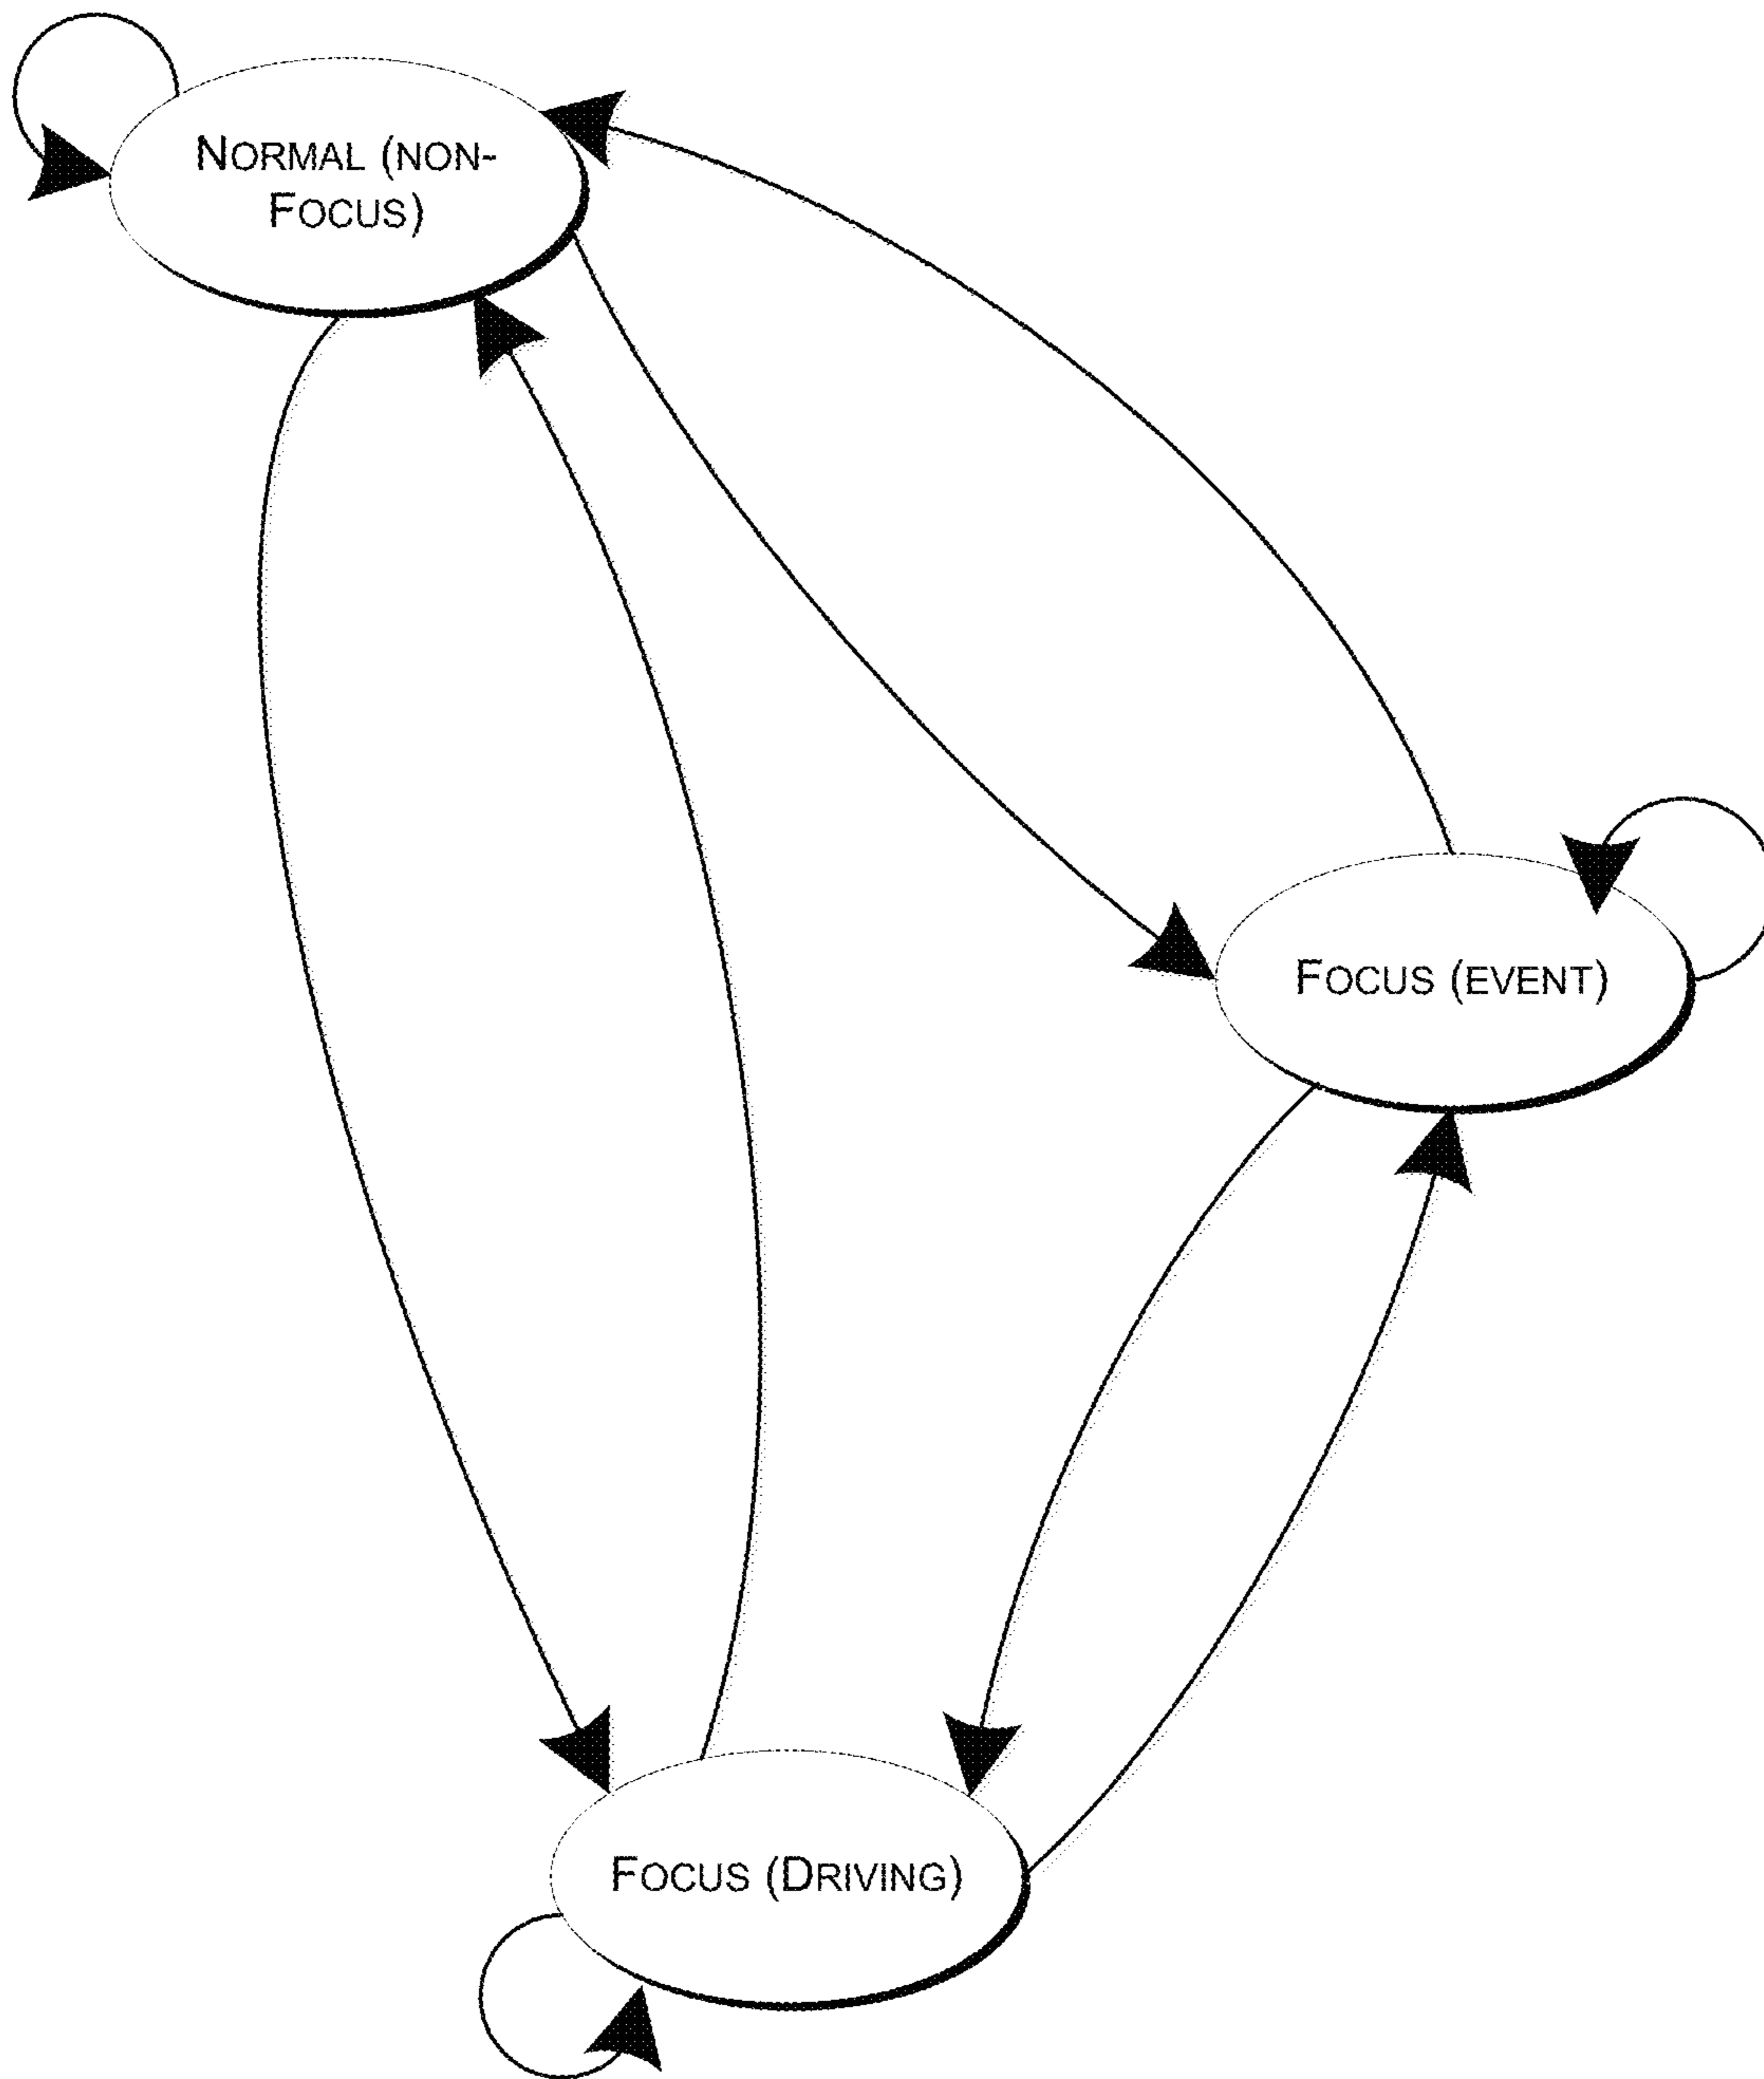 NORMAL (NON-
FOCUS)
FOCUS (EVENT)
FOCUS (DRIVING)